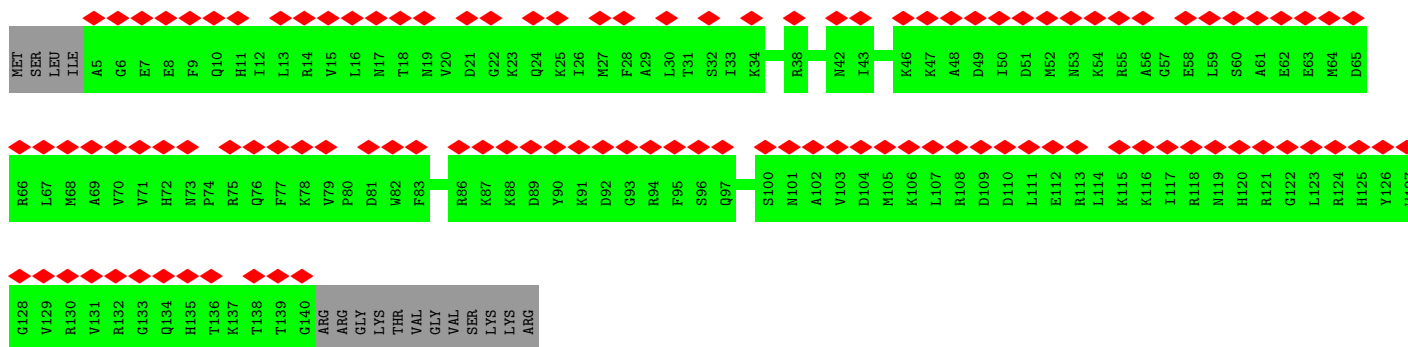 MET SER LEU ILE A5 G6 E7 E8 F9 Q10 H11 I12 L13 R14 V15 L16 N17 T18 N19 V20 D21 G22 K23 Q24 K25 I26 M27 F28 A29 L30 T31 S32 I33 K34 R38 N42 I43 K46 K47 A48 D49 I50 D51 M52 N53 K54 R55 A56 G57 E58 L59 S60 A61 E62 E63 M64 D65
R66 L67 M68 A69 V70 V71 H72 N73 P74 R75 Q76 F77 K78 V79 P80 D81 W82 F83 R86 K87 K88 D89 Y90 K91 D92 G93 R94 F95 S96 Q97 S100 N101 A102 V103 D104 M105 K106 L107 R108 D109 D110 L111 E112 R113 L114 K115 K116 I117 R118 N119 H120 R121 G122 L123 R124 H125 Y126
G128 V129 R130 V131 R132 G133 Q134 H135 T136 K137 T138 T139 G140 ARG ARG GLY LYS THR VAL GLY VAL SER LYS LYS ARG